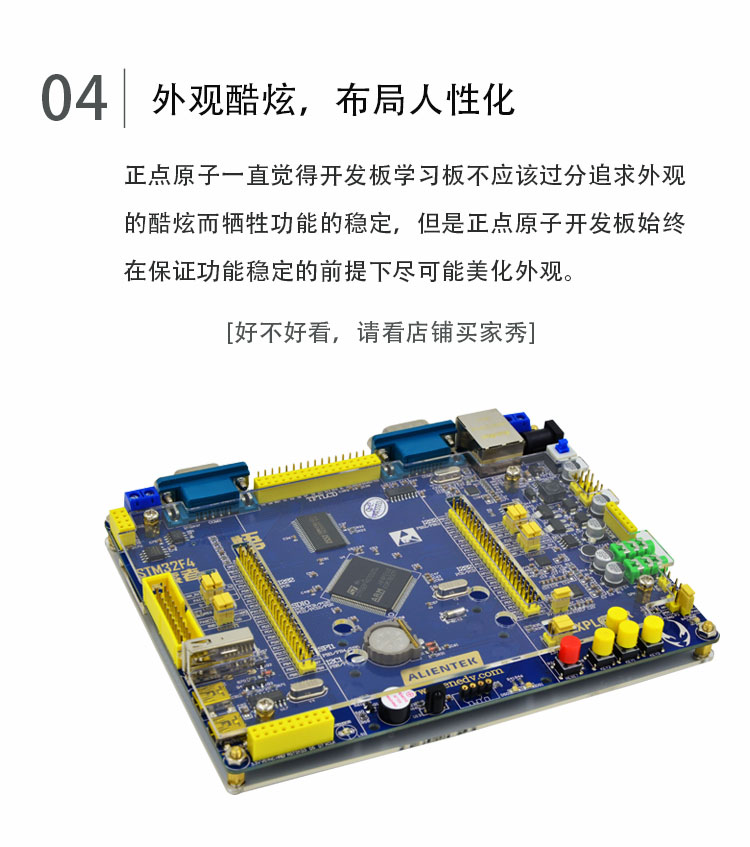 04
外观酷炫，布局人性化
正点原子一直觉得开发板学习板不应该过分追求外观
的酷炫而牺牲功能的稳定，但是正点原子开发板始终
在保证功能稳定的前提下尽可能美化外观。
[好不好看，请看店铺买家秀]
STM32F4
ALIENTEK